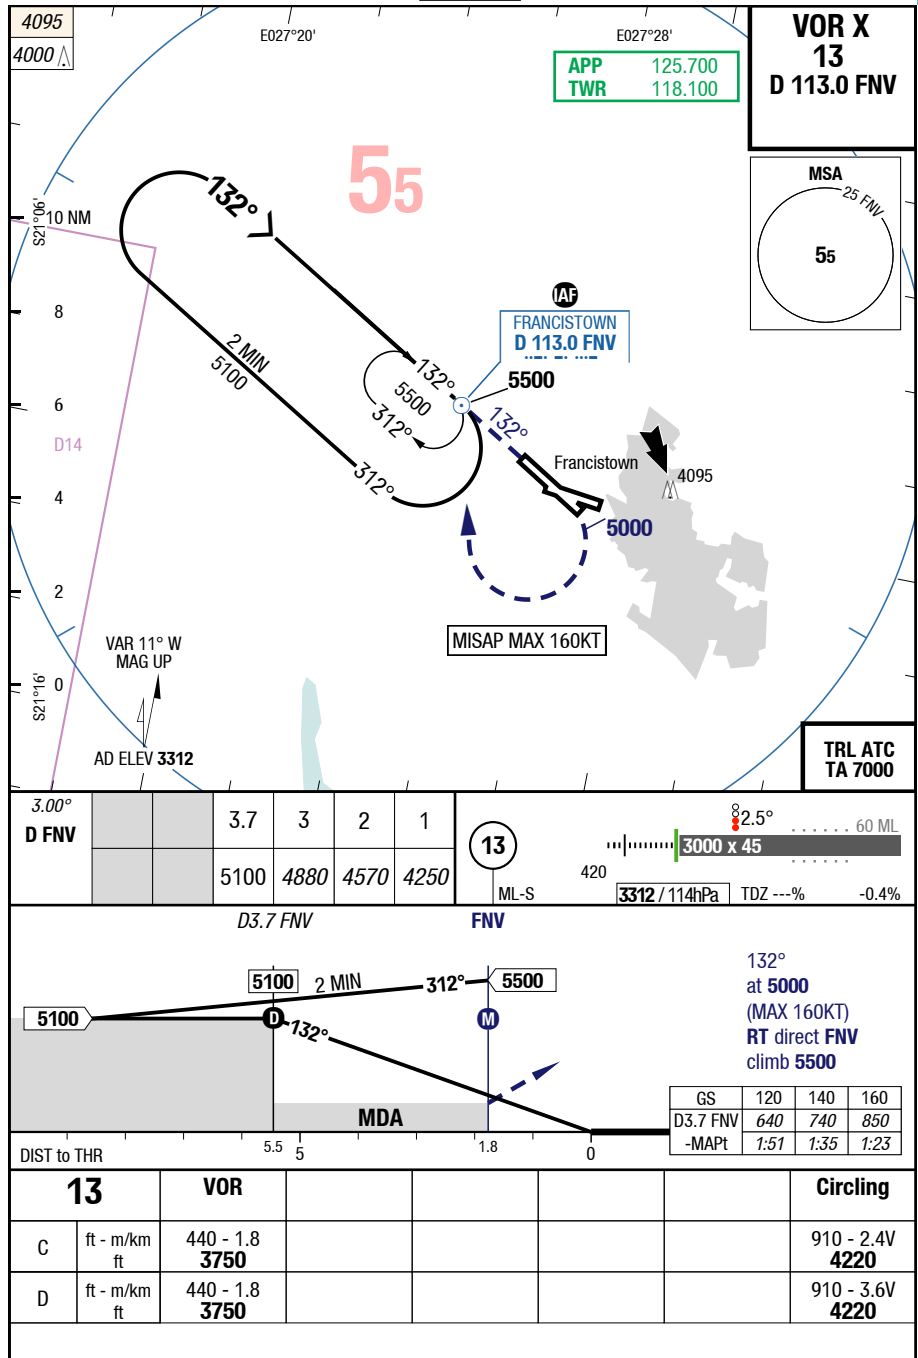 4095
4000
E027°20'
E027°28'
APP 125.700
TWR 118.100
VOR X
13
D 113.0 FNV
MSA
25 FNV
55
55
S21°06'
10 NM
8
6
4
2
0
S21°16'
D14
132°
2 MIN
5100
312°
132°
5500
312°
IAF
FRANCISTOWN
D 113.0 FNV
5500
132°
Francistown
4095
5000
MISAP MAX 160KT
VAR 11° W
MAG UP
AD ELEV 3312
TRL ATC
TA 7000
3.00°
D FNV
3.7 3 2 1
5100 4880 4570 4250
13
ML-S
420
2.5°
60 ML
3000 x 45
3312 / 114hPa
TDZ ---%
-0.4%
D3.7 FNV
FNV
5100
2 MIN
312°
5500
5100
D
132°
M
MDA
132°
at 5000
(MAX 160KT)
RT direct FNV
climb 5500
GS 120 140 160
D3.7 FNV 640 740 850
-MAPt 1:51 1:35 1:23
DIST to THR
5.5 5 1.8 0
13 VOR Circling
C ft - m/km 440 - 1.8 910 - 2.4V
ft 3750 4220
D ft - m/km 440 - 1.8 910 - 3.6V
ft 3750 4220